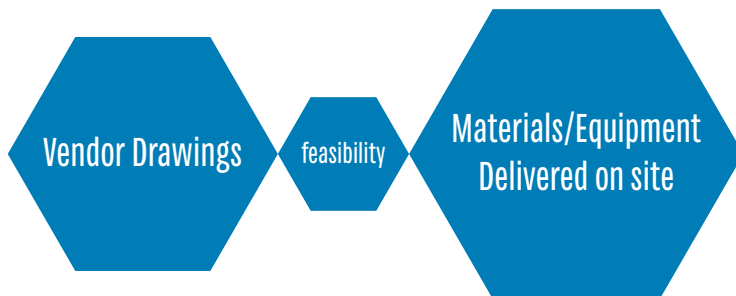 Vendor Drawings
feasibility
Materials/Equipment
Delivered on site